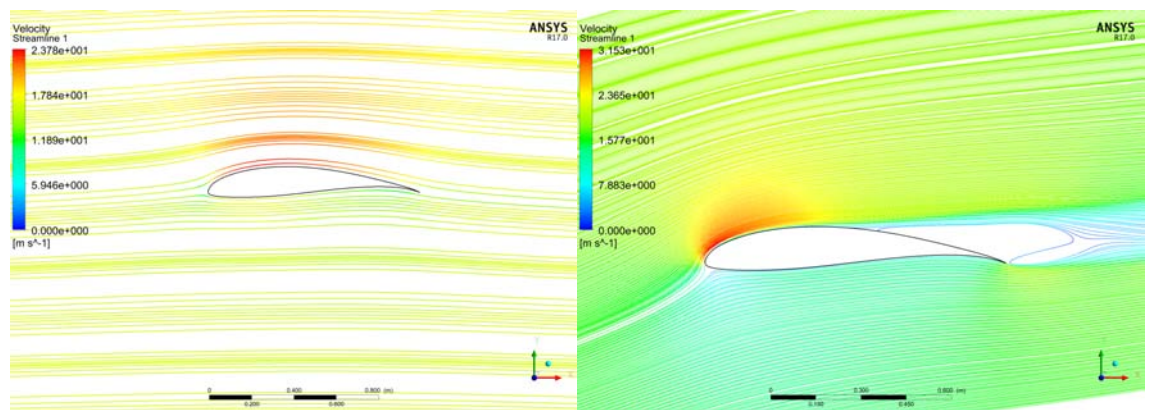 Velocity
Streamline 1
2.378e+001
1.784e+001
1.189e+001
5.946e+000
0.000e+000
[m s^-1]
ANSYS
R17.0
0 0.400 0.800 (m)
0.200 0.600
Velocity
Streamline 1
3.153e+001
2.365e+001
1.577e+001
7.883e+000
0.000e+000
[m s^-1]
ANSYS
R17.0
0 0.300 0.600 (m)
0.150 0.450